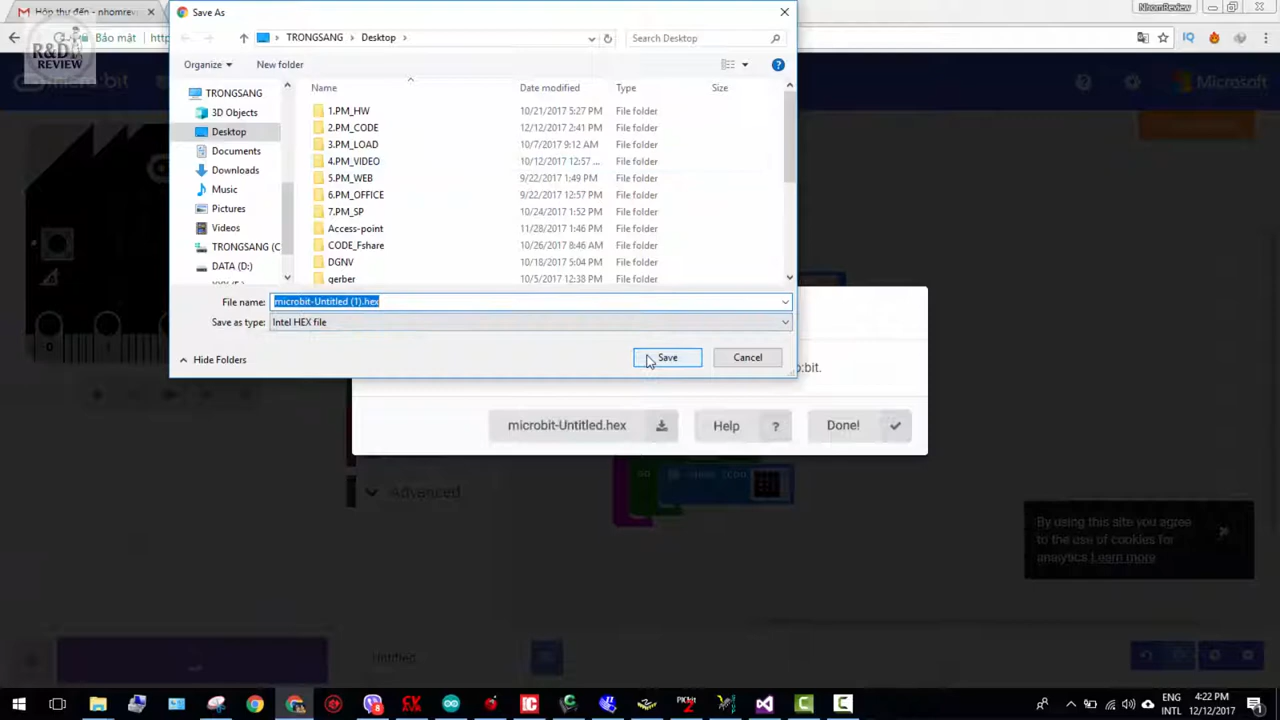 Hộp thư đến - nhomrev
NhomReview
Save As
TRONGSANG
Desktop
Search Desktop
Bảo mật
R&D
REVIEW
micro:bit
Microsoft
Organize
New folder
Name
Date modified
Type
Size
TRONGSANG
3D Objects
Desktop
Documents
Downloads
Music
Pictures
Videos
TRONGSANG (C
DATA (D:)
1.PM_HW 10/21/2017 5:27 PM File folder
2.PM_CODE 12/12/2017 2:41 PM File folder
3.PM_LOAD 10/7/2017 9:12 AM File folder
4.PM_VIDEO 10/12/2017 12:57 ... File folder
5.PM_WEB 9/22/2017 1:49 PM File folder
6.PM_OFFICE 9/22/2017 12:57 PM File folder
7.PM_SP 10/24/2017 1:52 PM File folder
Access-point 11/28/2017 1:46 PM File folder
CODE_Fshare 10/26/2017 8:46 AM File folder
DGNV 10/2/2017 5:04 PM File folder
gerber 10/5/2017 12:38 PM File folder
File name: microbit-Untitled (1).hex
Save as type: Intel HEX file
Hide Folders
Save
Cancel
o:bit.
microbit-Untitled.hex
Help ?
Done!
0
1
Advanced
By using this site you agree
to the use of cookies for
analytics. Learn more
Untitled
ENG
INTL
4:22 PM
12/12/2017